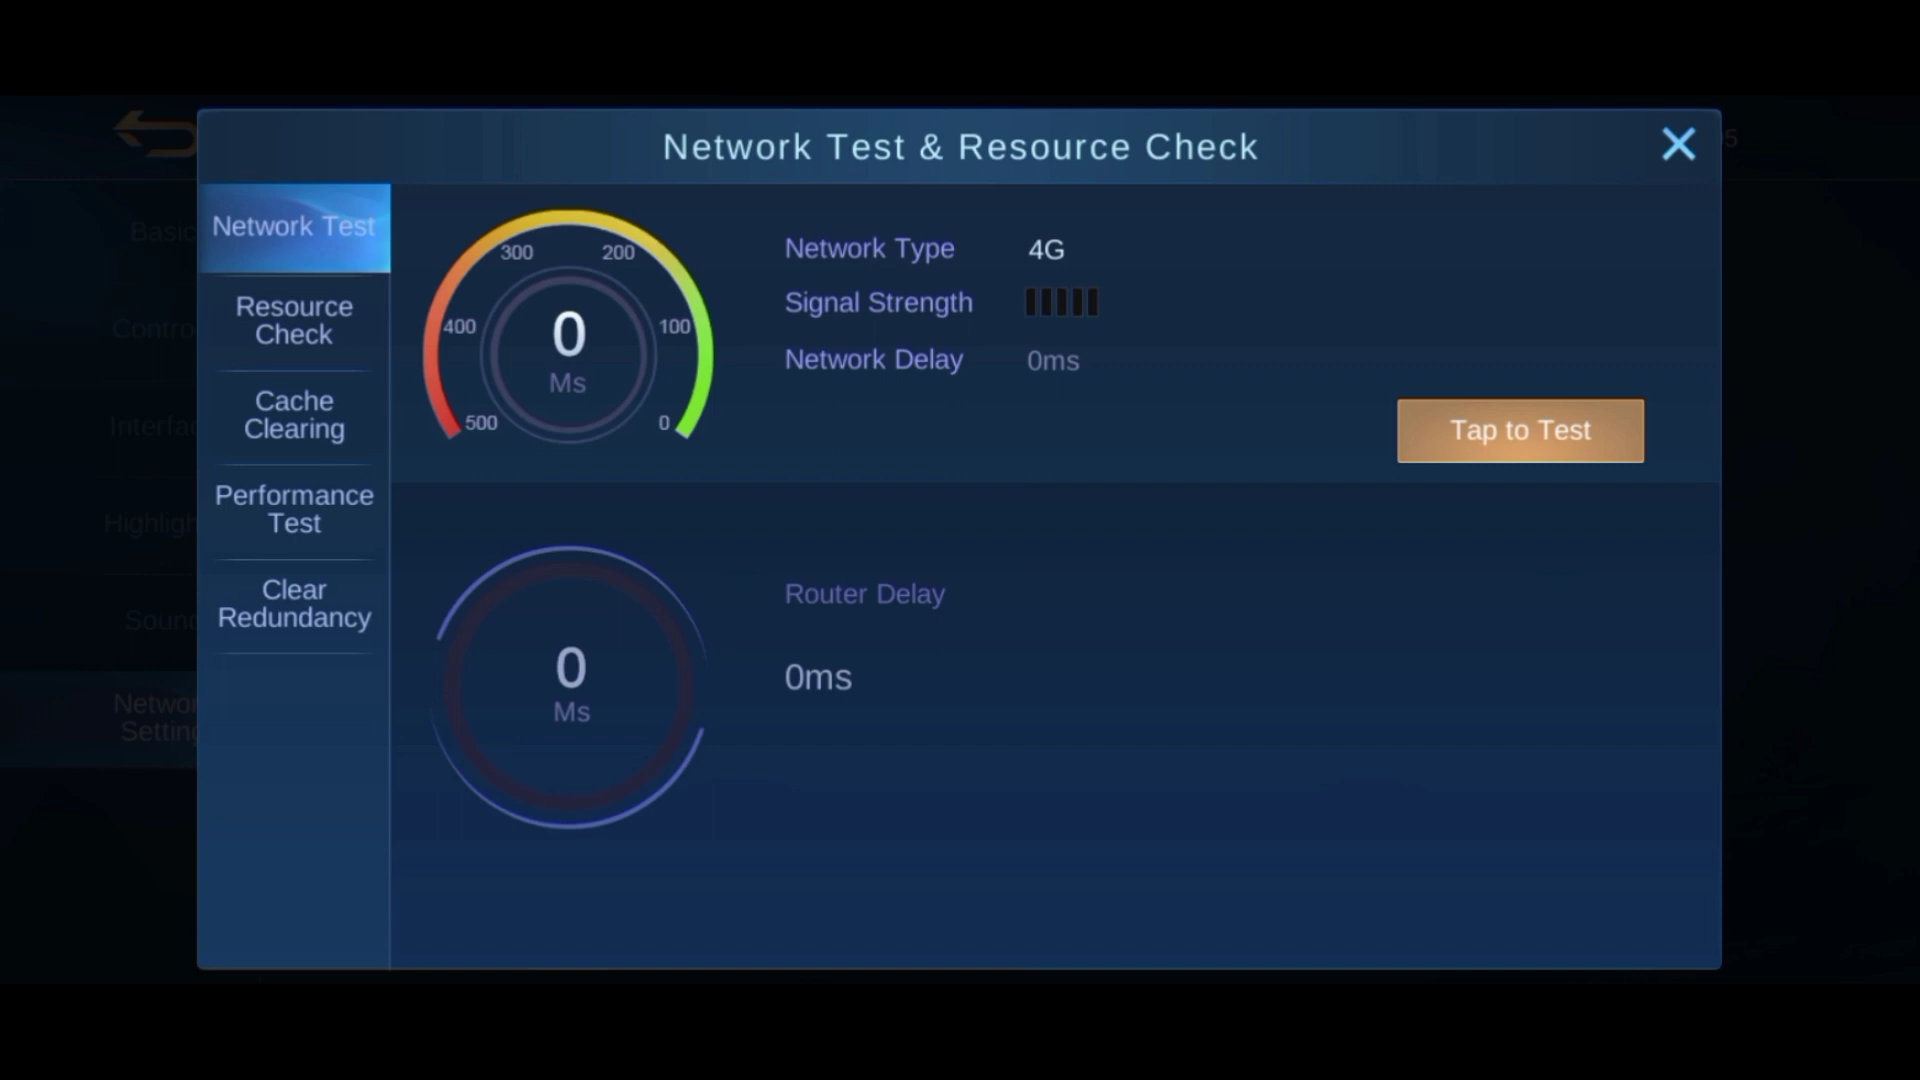 Network Test & Resource Check
Network Test
Resource
Check
Cache
Clearing
Performance
Test
Clear
Redundancy
300
200
400
100
500
0
0
Ms
Network Type
4G
Signal Strength
Network Delay
0ms
Tap to Test
0
Ms
Router Delay
0ms
Basic
Sound